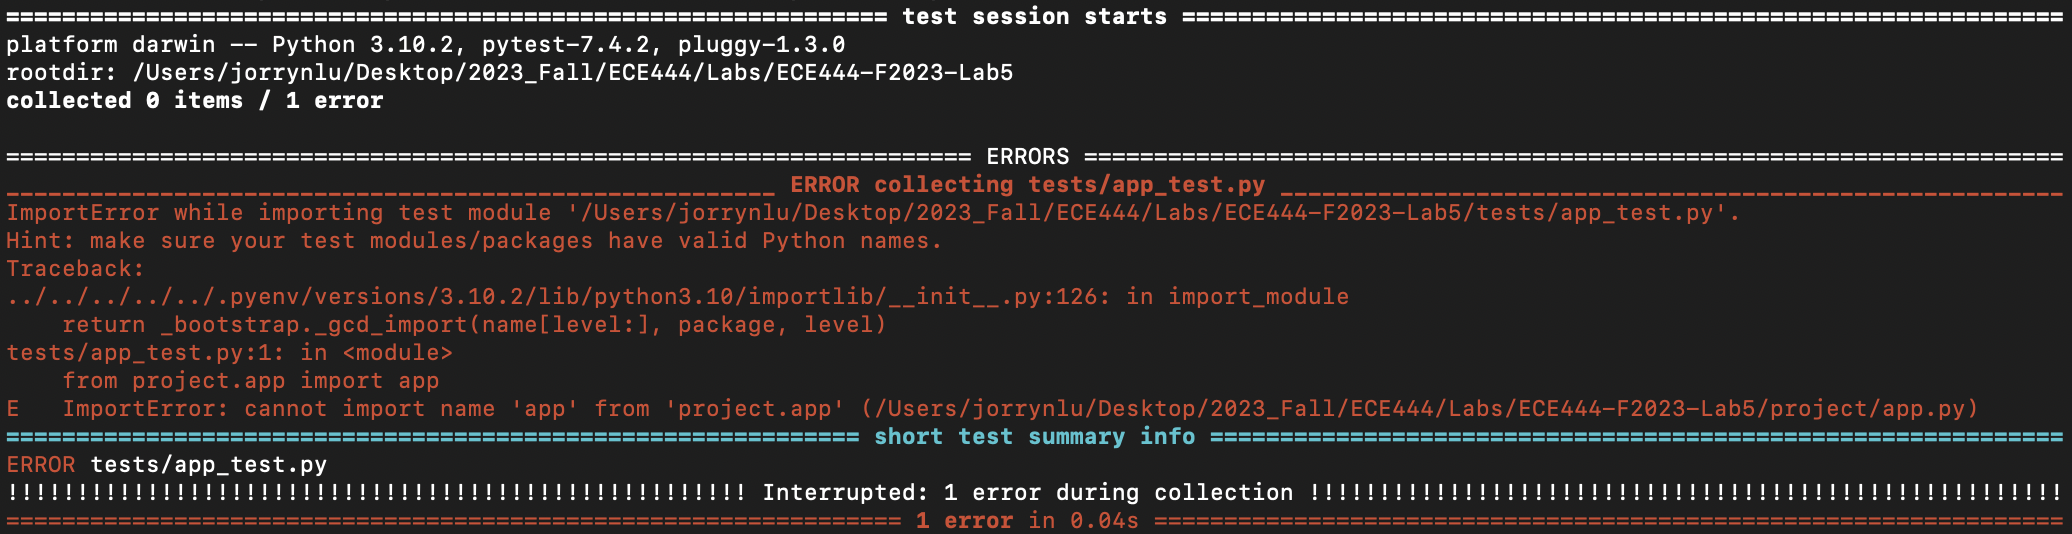 =============================================================== test session starts ===============================================================
platform darwin -- Python 3.10.2, pytest-7.4.2, pluggy-1.3.0
rootdir: /Users/jorrynlu/Desktop/2023_Fall/ECE444/Labs/ECE444-F2023-Lab5
collected 0 items / 1 error

===================================================================== ERRORS ======================================================================
_______________________________________________________ ERROR collecting tests/app_test.py ________________________________________________________
ImportError while importing test module '/Users/jorrynlu/Desktop/2023_Fall/ECE444/Labs/ECE444-F2023-Lab5/tests/app_test.py'.
Hint: make sure your test modules/packages have valid Python names.
Traceback:
../../../../../.pyenv/versions/3.10.2/lib/python3.10/importlib/__init__.py:126: in import_module
    return _bootstrap._gcd_import(name[level:], package, level)
tests/app_test.py:1: in <module>
    from project.app import app
E   ImportError: cannot import name 'app' from 'project.app' (/Users/jorrynlu/Desktop/2023_Fall/ECE444/Labs/ECE444-F2023-Lab5/project/app.py)
============================================================= short test summary info =============================================================
ERROR tests/app_test.py
!!!!!!!!!!!!!!!!!!!!!!!!!!!!!!!!!!!!!!!!!!!!!!!!!!!!! Interrupted: 1 error during collection !!!!!!!!!!!!!!!!!!!!!!!!!!!!!!!!!!!!!!!!!!!!!!!!!!!!!!
================================================================ 1 error in 0.04s =================================================================